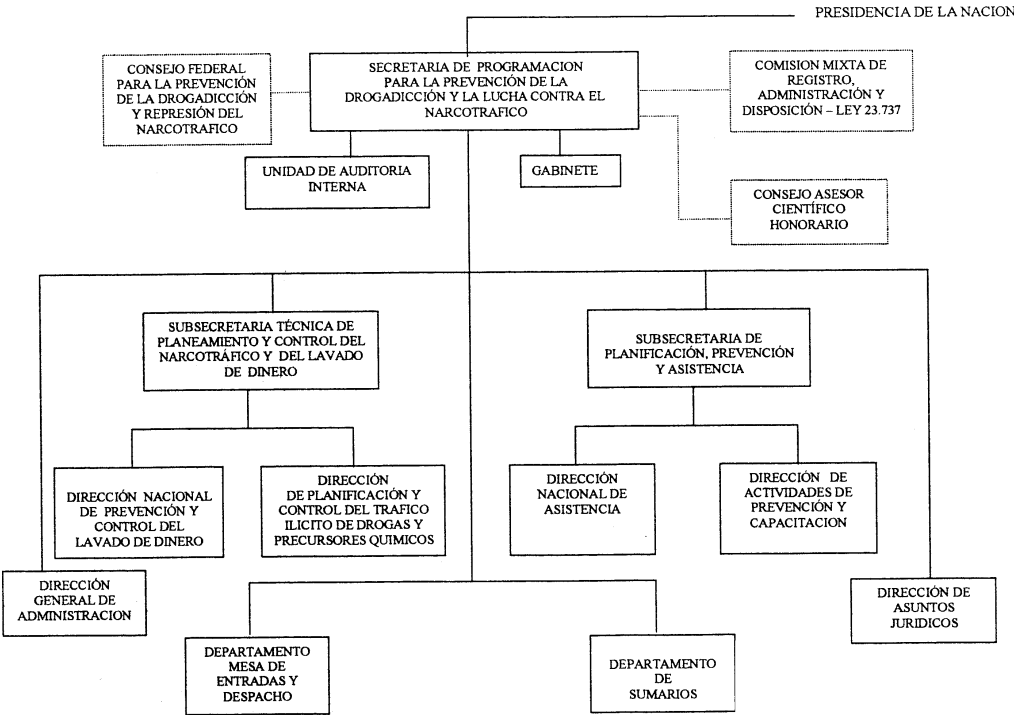 PRESIDENCIA DE LA NACION
CONSEJO FEDERAL
PARA LA PREVENCIÓN
DE LA DROGADICCIÓN
Y REPRESIÓN DEL
NARCOTRAFICO
SECRETARIA DE PROGRAMACION
PARA LA PREVENCIÓN DE LA
DROGADICCIÓN Y LA LUCHA CONTRA EL
NARCOTRAFICO
COMISION MIXTA DE
REGISTRO,
ADMINISTRACIÓN Y
DISPOSICIÓN – LEY 23.737
UNIDAD DE AUDITORIA
INTERNA
GABINETE
CONSEJO ASESOR
CIENTÍFICO
HONORARIO
SUBSECRETARIA TÉCNICA DE
PLANEAMIENTO Y CONTROL DEL
NARCOTRÁFICO Y DEL LAVADO
DE DINERO
SUBSECRETARIA DE
PLANIFICACIÓN, PREVENCIÓN
Y ASISTENCIA
DIRECCIÓN NACIONAL
DE PREVENCIÓN Y
CONTROL DEL
LAVADO DE DINERO
DIRECCIÓN
DE PLANIFICACIÓN Y
CONTROL DEL TRAFICO
ILICITO DE DROGAS Y
PRECURSORES QUIMICOS
DIRECCIÓN
NACIONAL DE
ASISTENCIA
DIRECCIÓN DE
ACTIVIDADES DE
PREVENCIÓN Y
CAPACITACION
DIRECCIÓN
GENERAL DE
ADMINISTRACION
DIRECCIÓN DE
ASUNTOS
JURIDICOS
DEPARTAMENTO
MESA DE
ENTRADAS Y
DESPACHO
DEPARTAMENTO
DE
SUMARIOS